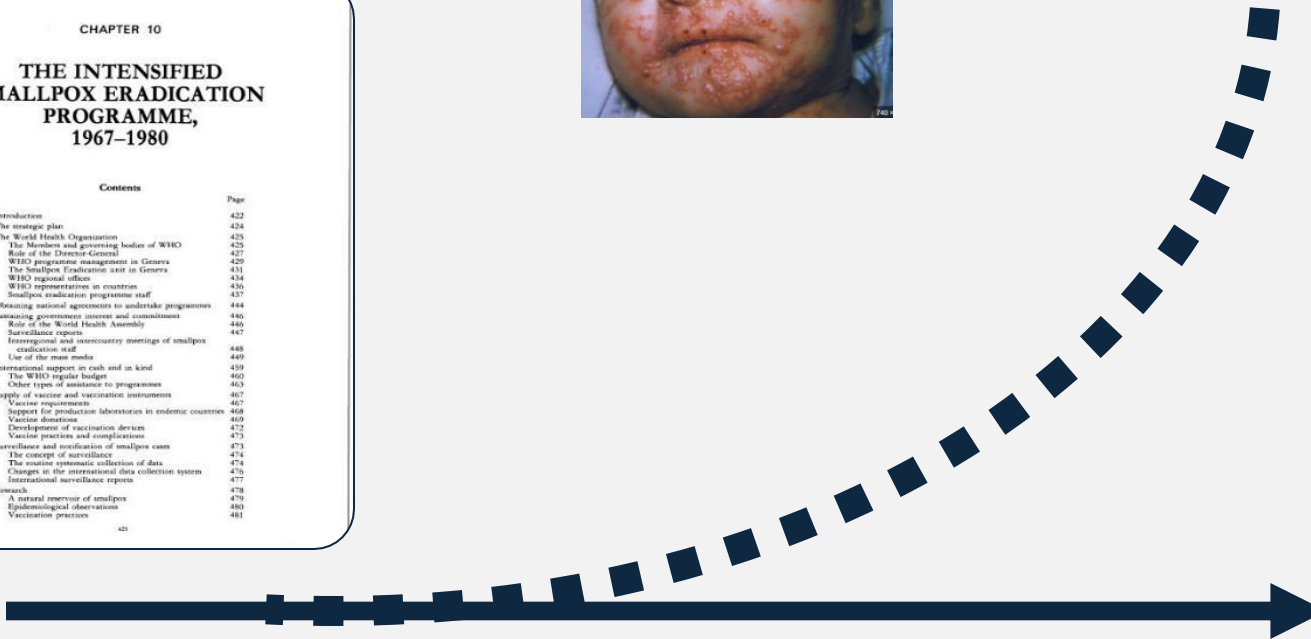 CHAPTER 10
THE INTENSIFIED
MALLPOX ERADICATION
PROGRAMME,
1967–1980
Contents
Page
ntroduction 422
he strategic plan 424
he World Health Organization 425
The Members and governing bodies of WHO 425
Role of the Director-General 427
WHO programme management in Geneva 429
The Smallpox Eradication unit in Geneva 431
WHO regional offices 434
WHO representatives in countries 436
Smallpox eradication programme staff 437
btaining national agreements to undertake programmes 444
ustaining government interest and commitment 446
Role of the World Health Assembly 446
Surveillance reports 447
Interregional and intercountry meetings of smallpox
eradication staff 448
Use of the mass media 449
nternational support in cash and in kind 459
The WHO regular budget 460
Other types of assistance to programmes 463
upply of vaccine and vaccination instruments 467
Vaccine requirements 467
Support for production laboratories in endemic countries 468
Vaccine donations 469
Development of vaccination devices 472
Vaccine practices and complications 473
urveillance and notification of smallpox cases 473
The concept of surveillance 474
The routine systematic collection of data 474
Changes in the international data collection system 476
International surveillance reports 477
esearch 478
A natural reservoir of smallpox 479
Epidemiological observations 480
Vaccination practices 481
421
740 ×